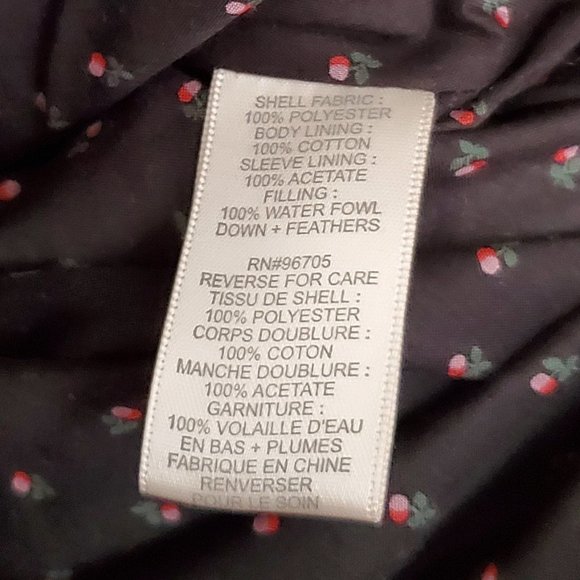 SHELL FABRIC :
100% POLYESTER
BODY LINING :
100% COTTON
SLEEVE LINING :
100% ACETATE
FILLING :
100% WATER FOWL
DOWN + FEATHERS
RN#96705
REVERSE FOR CARE
TISSU DE SHELL :
100% POLYESTER
CORPS DOUBLURE :
100% COTON
MANCHE DOUBLURE :
100% ACETATE
GARNITURE :
100% VOLAILLE D'EAU
EN BAS + PLUMES
FABRIQUE EN CHINE
RENVERSER
POUR LE SOIN